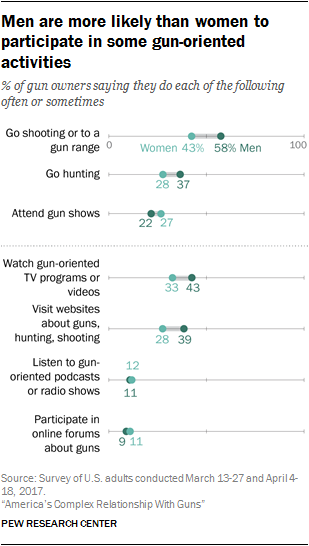 Men are more likely than women to
participate in some gun-oriented
activities
% of gun owners saying they do each of the following
often or sometimes
Go shooting or to a
gun range
0
100
Women 43%
58% Men
Go hunting
28
37
Attend gun shows
22
27
Watch gun-oriented
TV programs or
videos
33
43
Visit websites
about guns,
hunting, shooting
28
39
Listen to gun-
oriented podcasts
or radio shows
12
11
Participate in
online forums
about guns
9
11
Source: Survey of U.S. adults conducted March 13-27 and April 4-
18, 2017.
“America’s Complex Relationship With Guns”
PEW RESEARCH CENTER